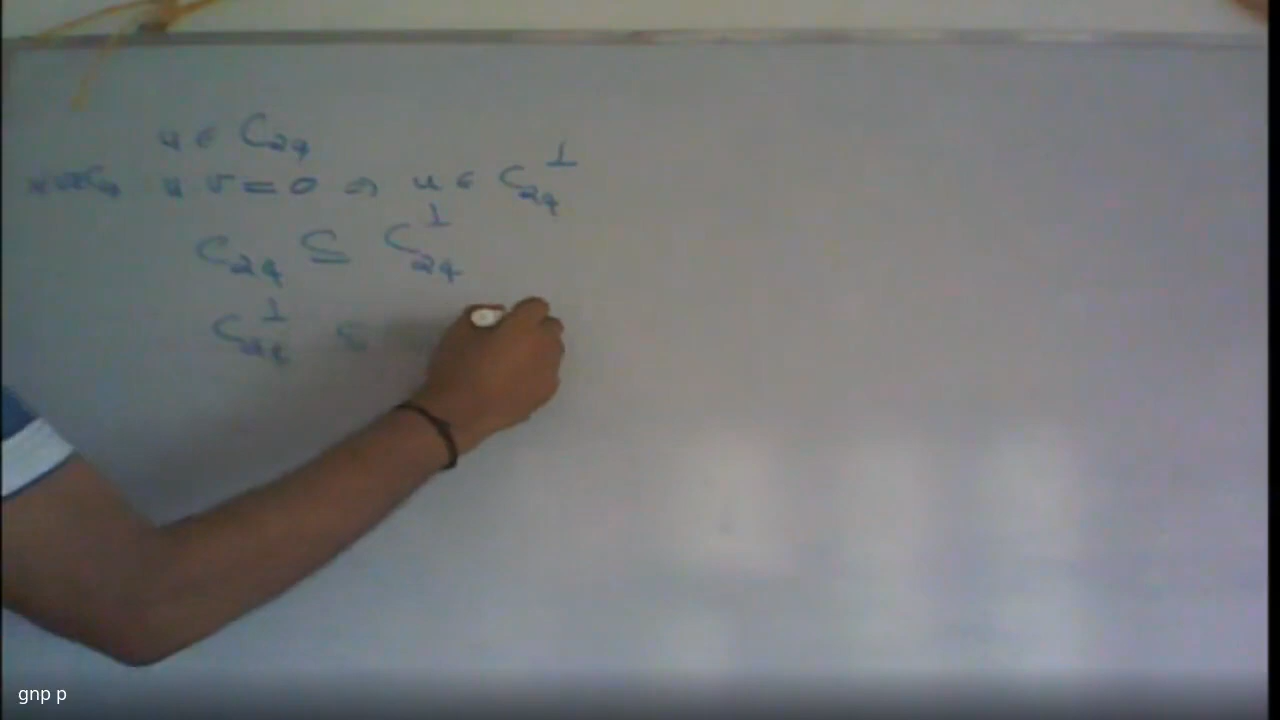 u ∈ C₂₄
u v = 0 ⇒ u ∈ C₂₄^⊥
C₂₄ ⊆ C₂₄^⊥
C₂₄^⊥ ⊆
gnp p